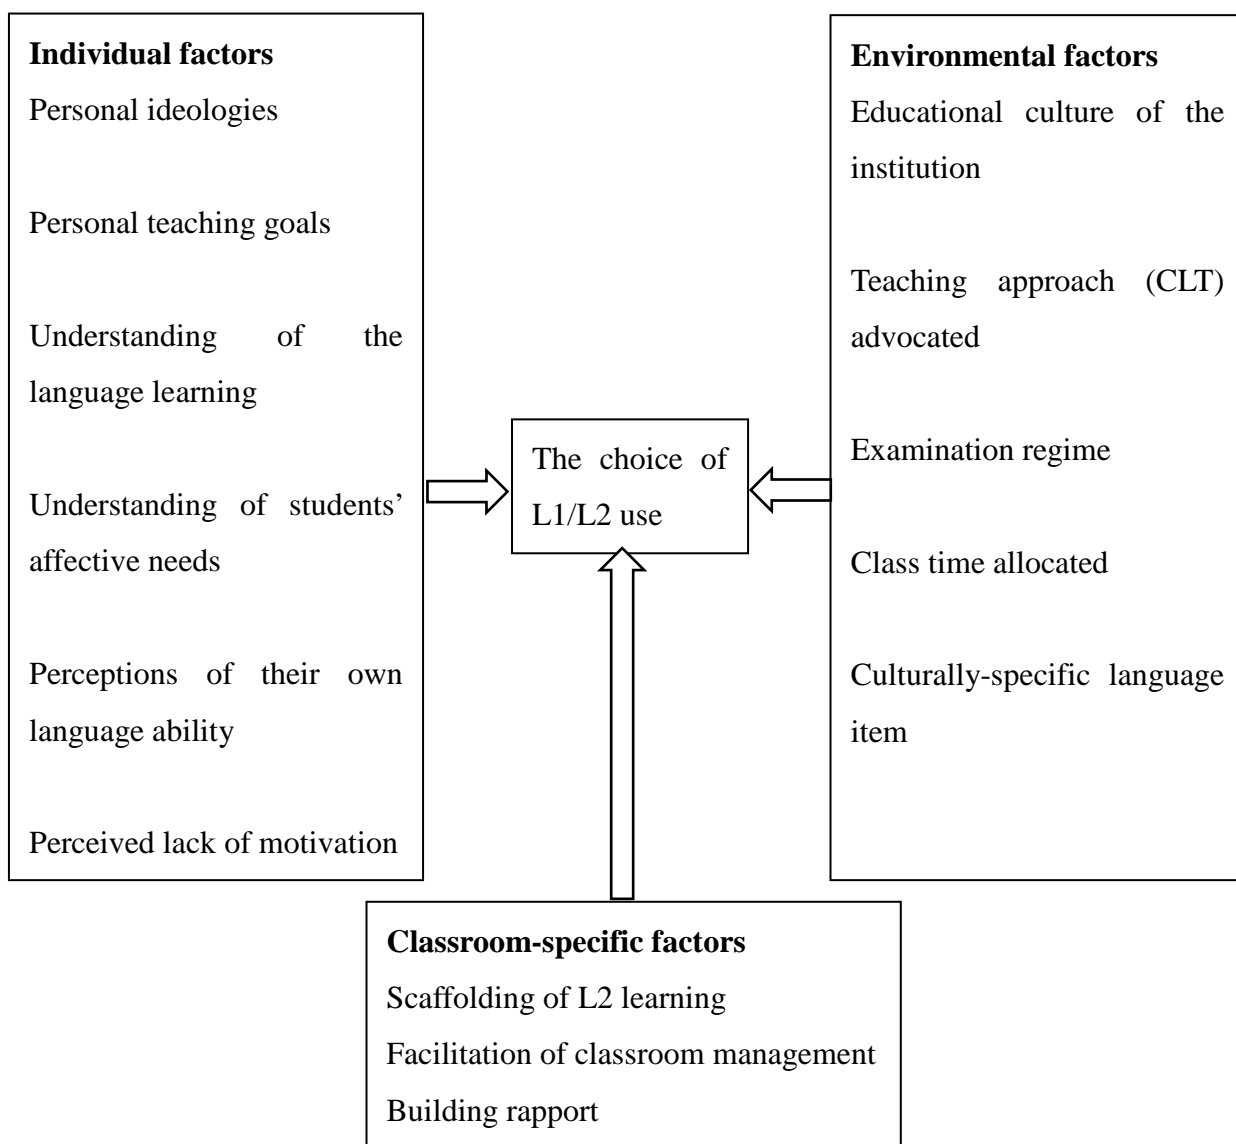 Individual factors
Personal ideologies
Personal teaching goals
Understanding of the
language learning
Understanding of students’
affective needs
Perceptions of their own
language ability
Perceived lack of motivation
The choice of
L1/L2 use
Environmental factors
Educational culture of the
institution
Teaching approach (CLT)
advocated
Examination regime
Class time allocated
Culturally-specific language
item
Classroom-specific factors
Scaffolding of L2 learning
Facilitation of classroom management
Building rapport